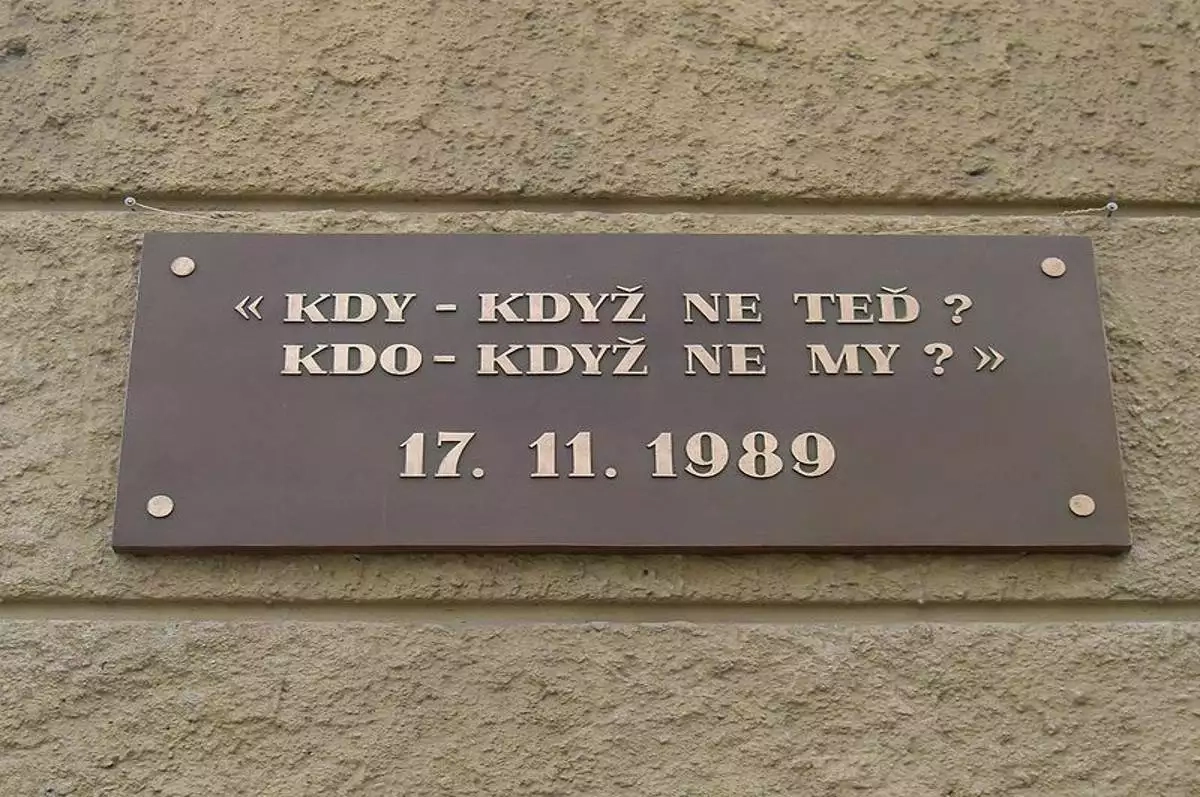 « KDY - KDYŽ NE TEĎ ?
KDO - KDYŽ NE MY ? »
17. 11. 1989